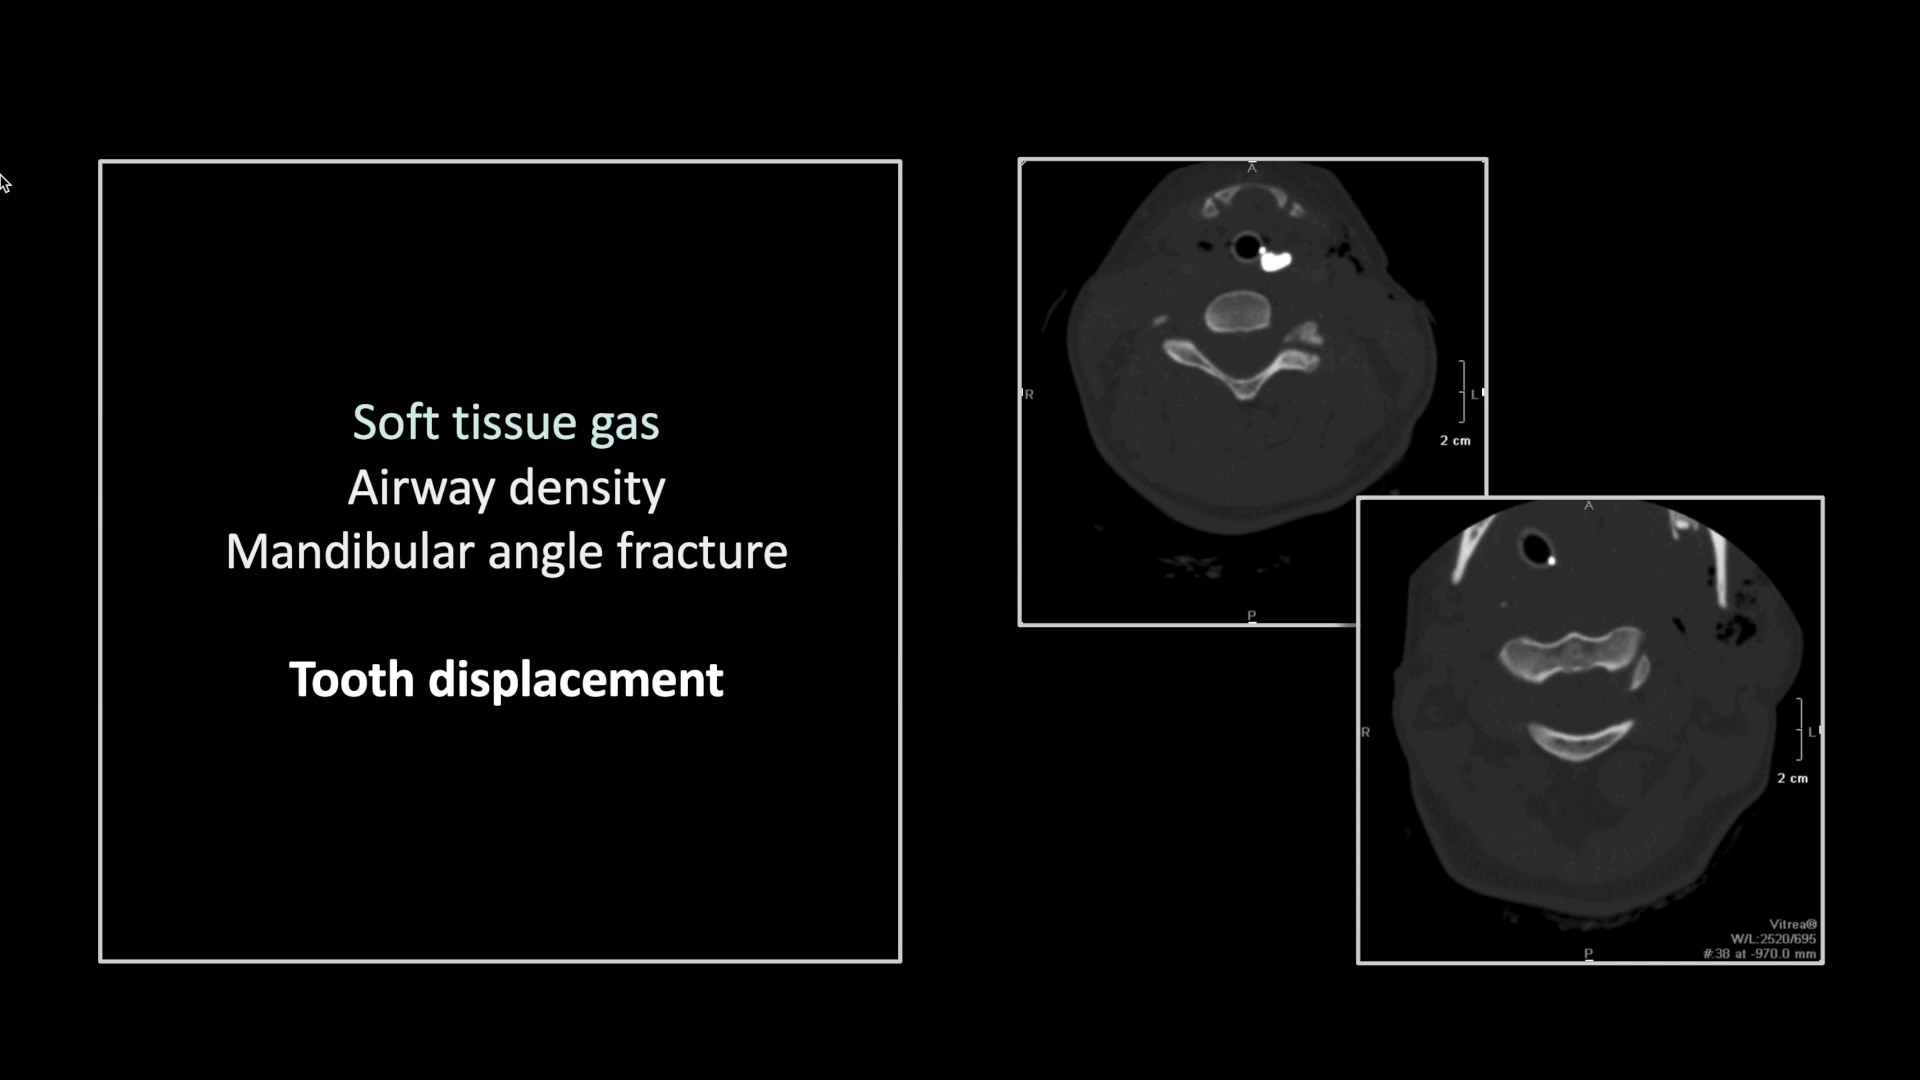 Soft tissue gas
Airway density
Mandibular angle fracture
Tooth displacement
A
R
L
2 cm
P
A
R
L
2 cm
Vitrea®
W/L:2520/695
#:38 at -970.0 mm
P